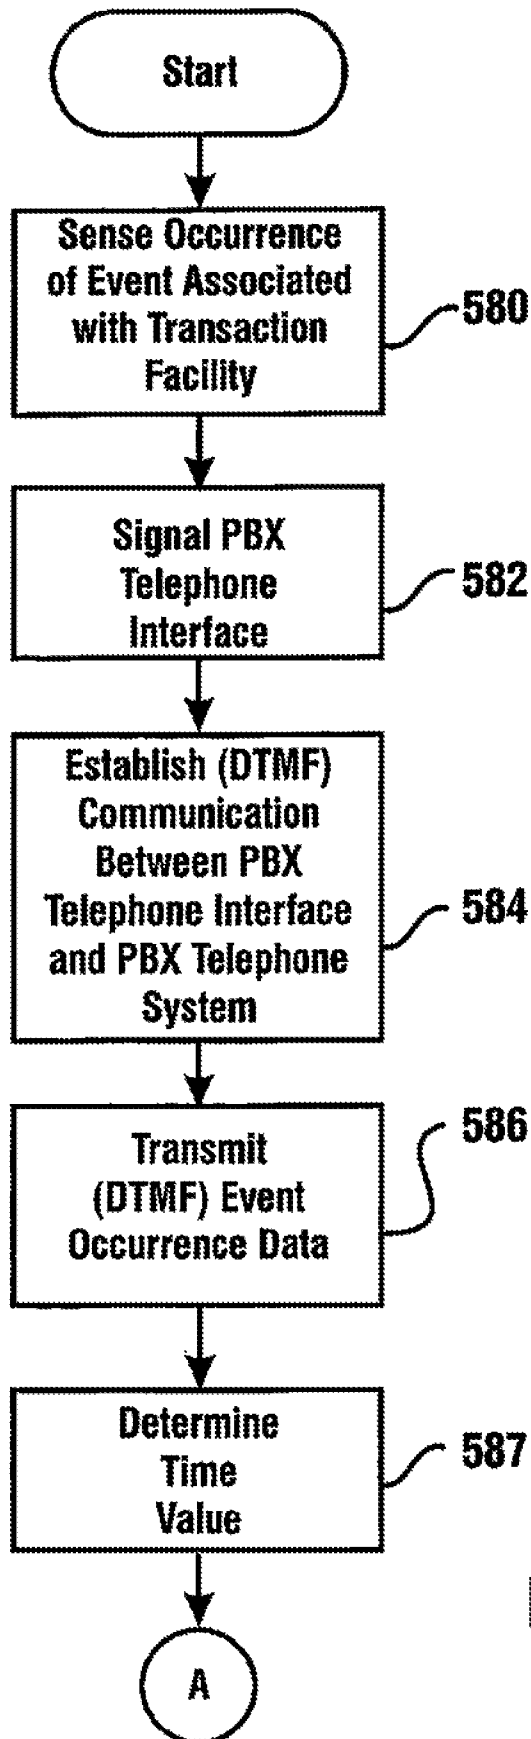 Start
Sense Occurrence
of Event Associated
with Transaction
Facility
580
Signal PBX
Telephone
Interface
582
Establish (DTMF)
Communication
Between PBX
Telephone Interface
and PBX Telephone
System
584
Transmit
(DTMF) Event
Occurrence Data
586
Determine
Time
Value
587
A